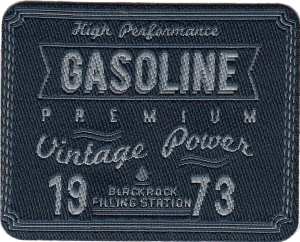 High Performance
GASOLINE
PREMIUM
Vintage Power
19 BLACKROCK 73
FILLING STATION